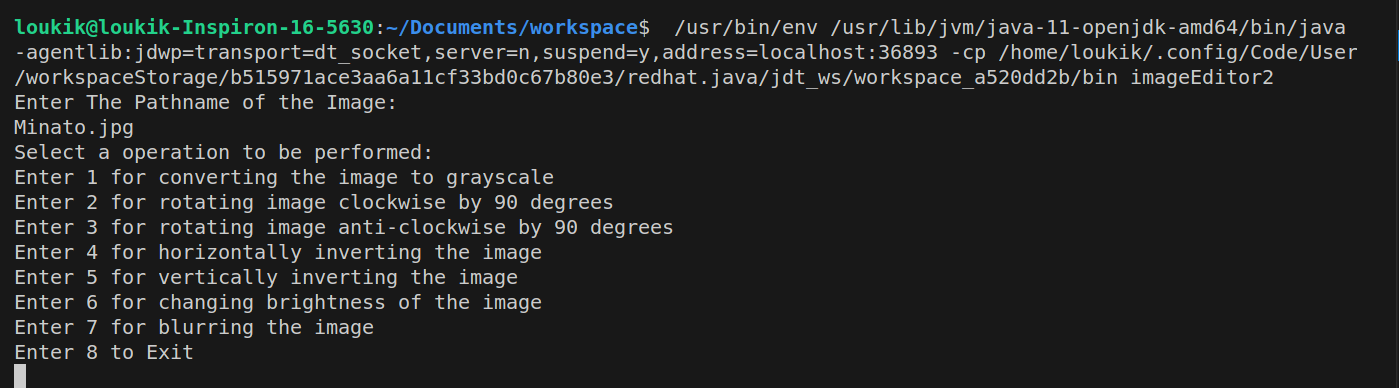 loukik@loukik-Inspiron-16-5630:~/Documents/workspace$  /usr/bin/env /usr/lib/jvm/java-11-openjdk-amd64/bin/java
-agentlib:jdwp=transport=dt_socket,server=n,suspend=y,address=localhost:36893 -cp /home/loukik/.config/Code/User
/workspaceStorage/b515971ace3aa6a11cf33bd0c67b80e3/redhat.java/jdt_ws/workspace_a520dd2b/bin imageEditor2
Enter The Pathname of the Image:
Minato.jpg
Select a operation to be performed:
Enter 1 for converting the image to grayscale
Enter 2 for rotating image clockwise by 90 degrees
Enter 3 for rotating image anti-clockwise by 90 degrees
Enter 4 for horizontally inverting the image
Enter 5 for vertically inverting the image
Enter 6 for changing brightness of the image
Enter 7 for blurring the image
Enter 8 to Exit